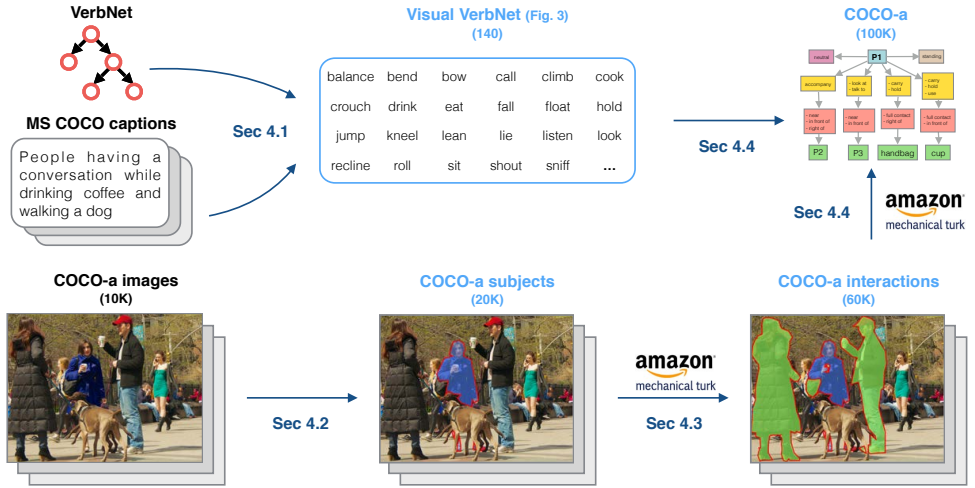 VerbNet
MS COCO captions
People having a
conversation while
drinking coffee and
walking a dog
Sec 4.1
Visual VerbNet (Fig. 3)
(140)
balance bend bow call climb cook
crouch drink eat fall float hold
jump kneel lean lie listen look
recline roll sit shout sniff ...
Sec 4.4
COCO-a
(100K)
neutral P1 standing
accompany
- look at
- talk to
- carry
- hold
- carry
- hold
- use
- near
- in front of
- right of
- near
- in front of
- full contact
- right of
- full contact
- in front of
P2 P3 handbag cup
Sec 4.4
amazon
mechanical turk
COCO-a images
(10K)
Sec 4.2
COCO-a subjects
(20K)
amazon
mechanical turk
Sec 4.3
COCO-a interactions
(60K)